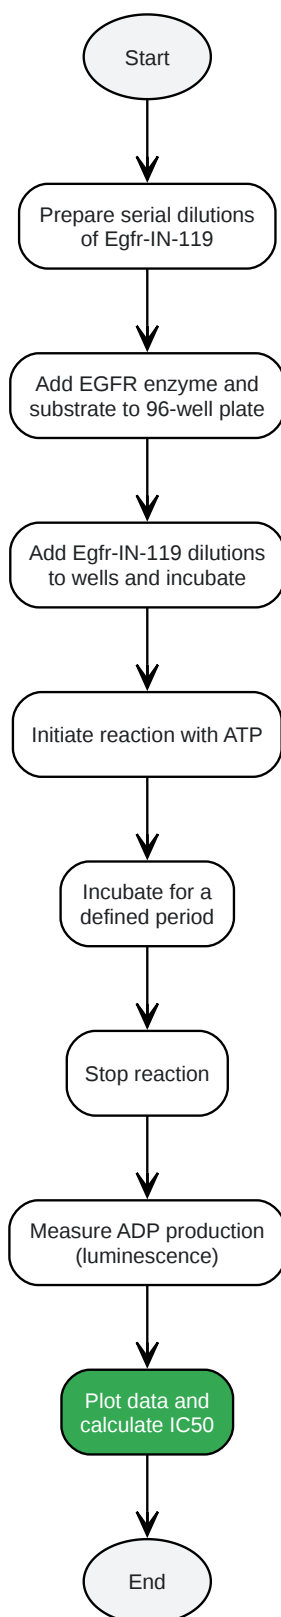 Start
Prepare serial dilutions
of Egfr-IN-119
Add EGFR enzyme and
substrate to 96-well plate
Add Egfr-IN-119 dilutions
to wells and incubate
Initiate reaction with ATP
Incubate for a
defined period
Stop reaction
Measure ADP production
(luminescence)
Plot data and
calculate IC50
End